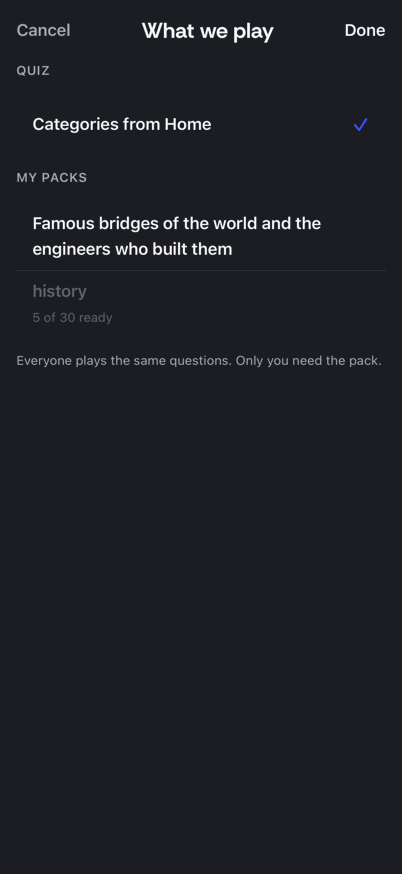 Cancel
What we play
Done
QUIZ
Categories from Home
MY PACKS
Famous bridges of the world and the
engineers who built them
history
5 of 30 ready
Everyone plays the same questions. Only you need the pack.